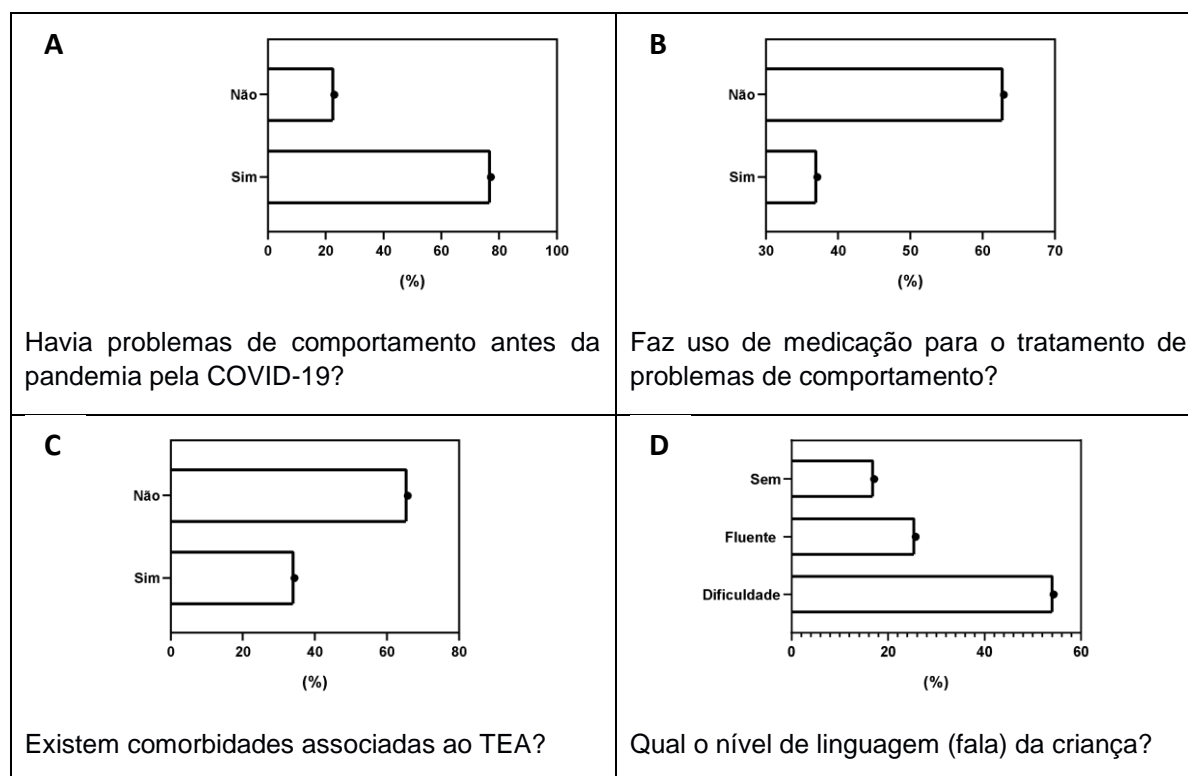 A
Não
Sim
0 20 40 60 80 100
(%)
Havia problemas de comportamento antes da
pandemia pela COVID-19?
B
Não
Sim
30 40 50 60 70
(%)
Faz uso de medicação para o tratamento de
problemas de comportamento?
C
Não
Sim
0 20 40 60 80
(%)
Existem comorbidades associadas ao TEA?
D
Sem
Fluente
Dificuldade
0 20 40 60
(%)
Qual o nível de linguagem (fala) da criança?